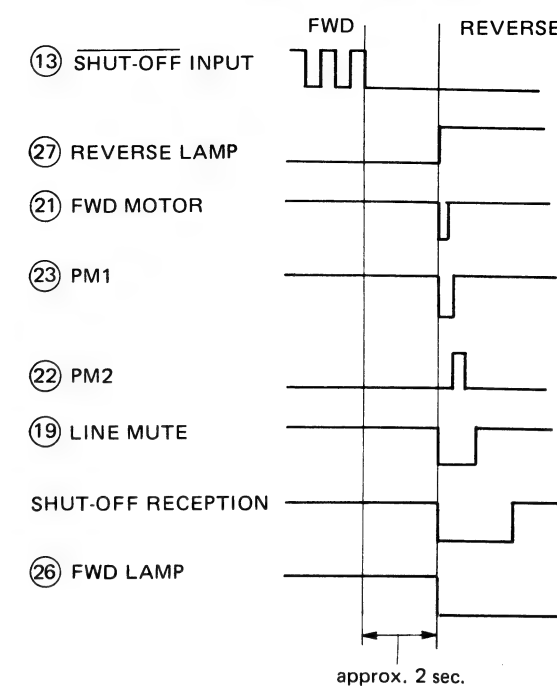 FWD REVERSE
13 SHUT-OFF INPUT
27 REVERSE LAMP
21 FWD MOTOR
23 PM1
22 PM2
19 LINE MUTE
SHUT-OFF RECEPTION
26 FWD LAMP
approx. 2 sec.